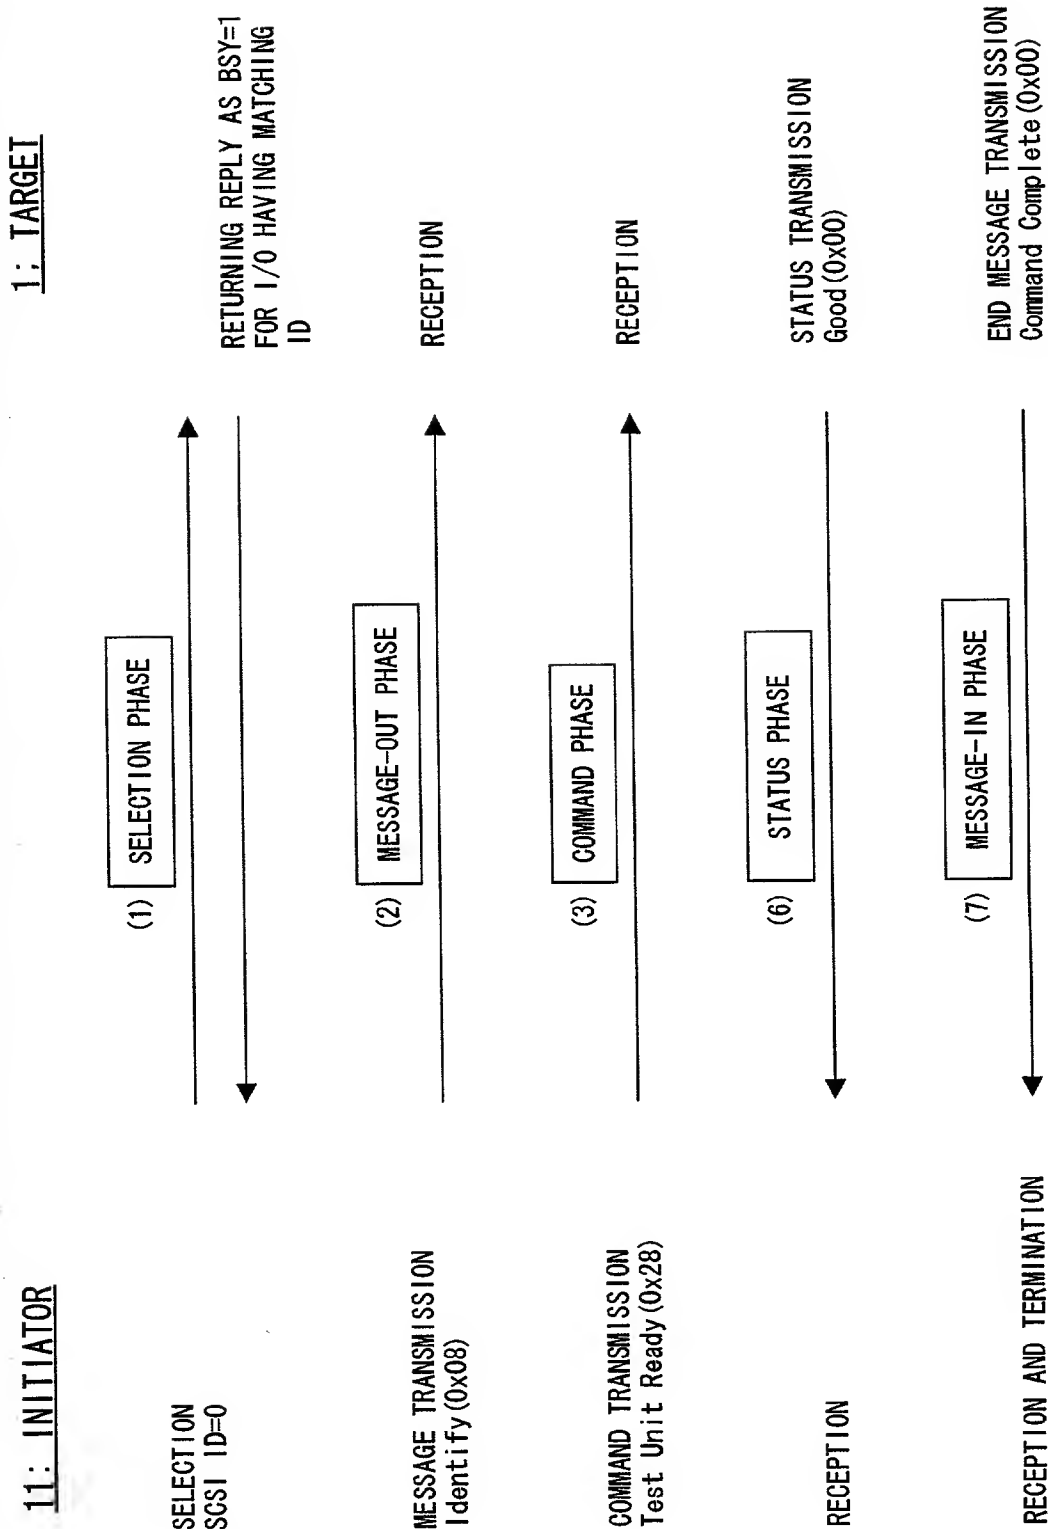 11: INITIATOR
1; TARGET
(1) SELECTION PHASE
SELECTION
SCSI ID=0
RETURNING REPLY AS BSY=1
FOR I/O HAVING MATCHING
ID
(2) MESSAGE-OUT PHASE
MESSAGE TRANSMISSION
Identify(0x08)
RECEPTION
(3) COMMAND PHASE
COMMAND TRANSMISSION
Test Unit Ready(0x28)
RECEPTION
(6) STATUS PHASE
RECEPTION
STATUS TRANSMISSION
Good(0x00)
(7) MESSAGE-IN PHASE
RECEPTION AND TERMINATION
END MESSAGE TRANSMISSION
Command Complete(0x00)